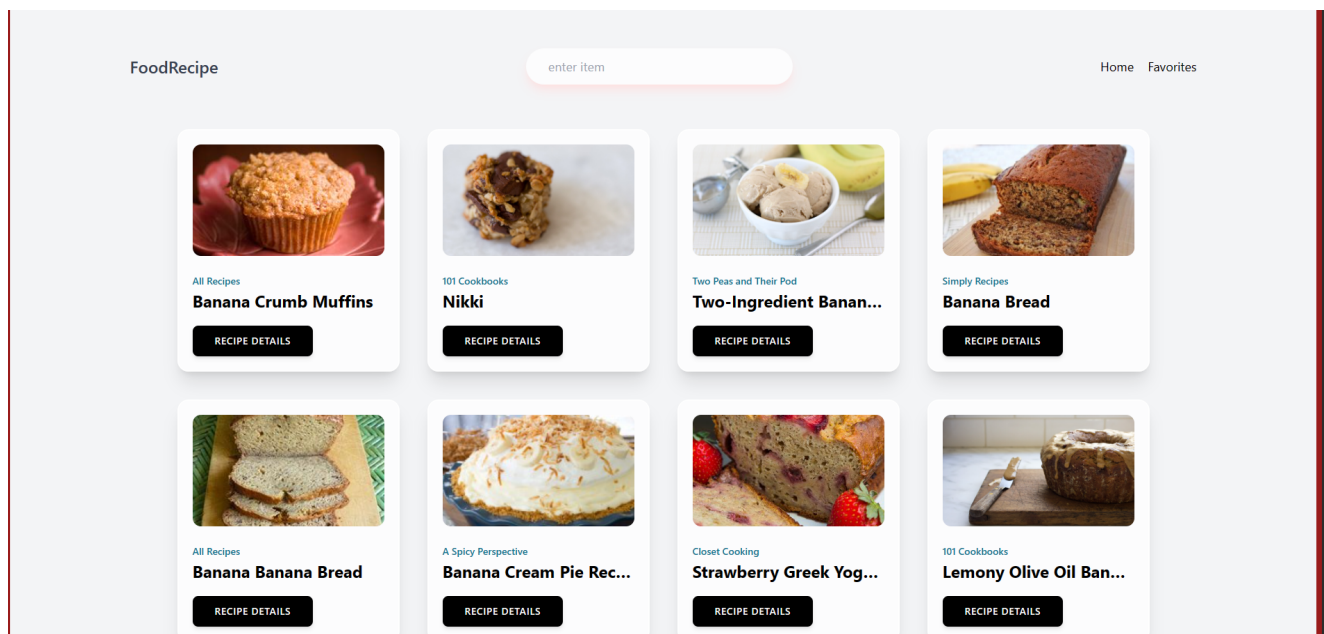 FoodRecipe
enter item
Home Favorites
All Recipes
Banana Crumb Muffins
RECIPE DETAILS
101 Cookbooks
Nikki
RECIPE DETAILS
Two Peas and Their Pod
Two-Ingredient Banan...
RECIPE DETAILS
Simply Recipes
Banana Bread
RECIPE DETAILS
All Recipes
Banana Banana Bread
RECIPE DETAILS
A Spicy Perspective
Banana Cream Pie Rec...
RECIPE DETAILS
Closet Cooking
Strawberry Greek Yog...
RECIPE DETAILS
101 Cookbooks
Lemony Olive Oil Ban...
RECIPE DETAILS